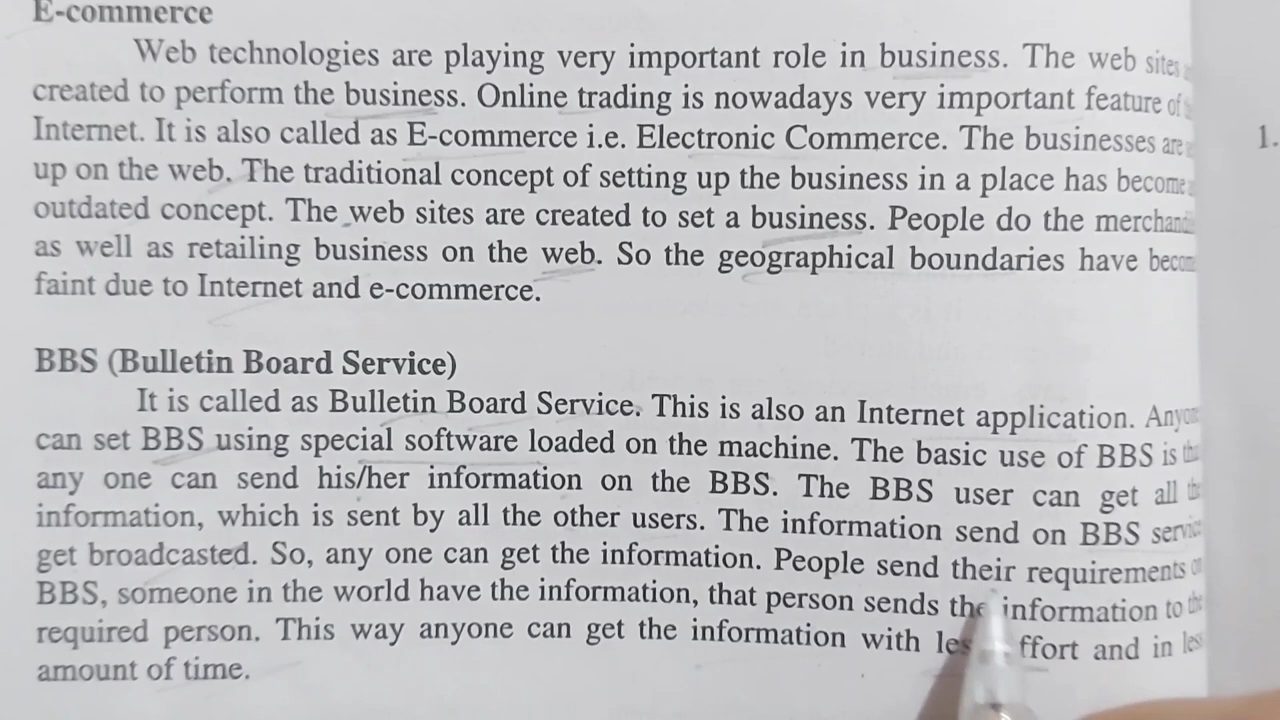 E-commerce
Web technologies are playing very important role in business. The web sites
created to perform the business. Online trading is nowadays very important feature of
Internet. It is also called as E-commerce i.e. Electronic Commerce. The businesses are
up on the web. The traditional concept of setting up the business in a place has become
outdated concept. The web sites are created to set a business. People do the
as well as retailing business on the web. So the geographical boundaries have
faint due to Internet and e-commerce.
BBS (Bulletin Board Service)
It is called as Bulletin Board Service. This is also an Internet application.
can set BBS using special software loaded on the machine. The basic use of BBS is
any one can send his/her information on the BBS. The BBS user can get all
information, which is sent by all the other users. The information send on BBS
get broadcasted. So, any one can get the information. People send their requirements
BBS, someone in the world have the information, that person sends the information to
required person. This way anyone can get the information with and in
amount of time.
1.